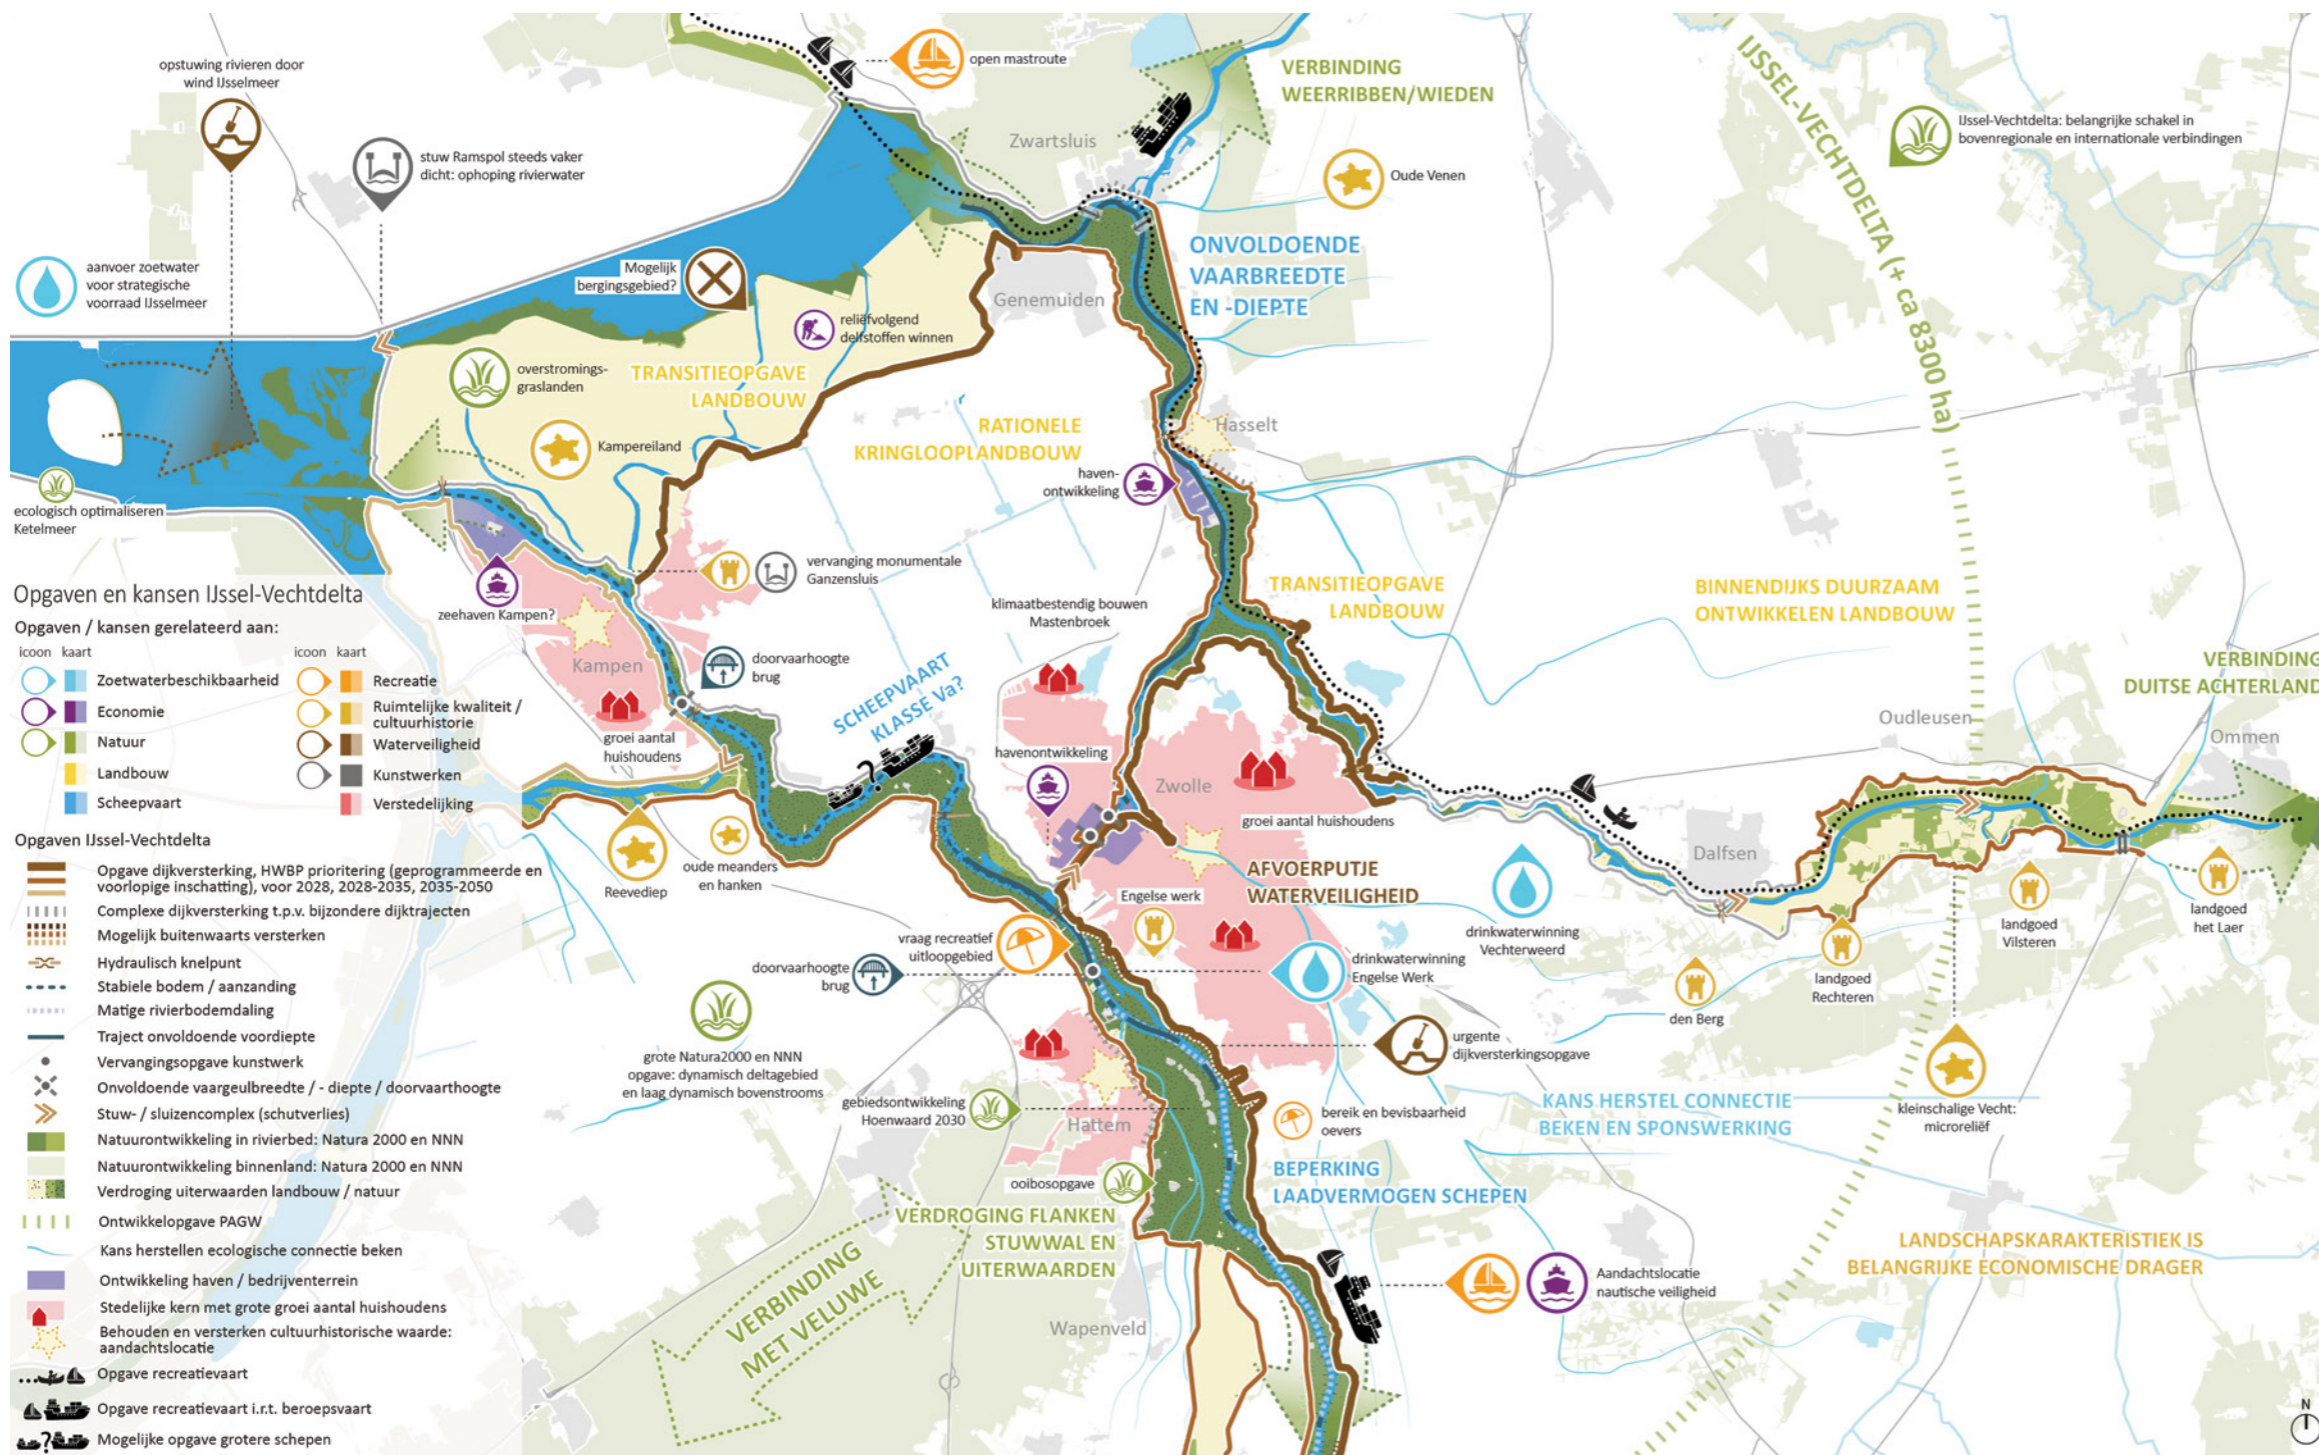 opstuwing rivieren door
wind IJsselmeer
open mastroute
VERBINDING
WEERRIBBEN/WIEDEN
IJSSEL-VECHTDELTA (+ ca 8300 ha)
IJssel-Vechtdelta: belangrijke schakel in
bovenregionale en internationale verbindingen
stuw Ramspol steeds vaker
dicht: ophoping rivierwater
Zwartsluis
Oude Venen
aanvoer zoetwater
voor strategische
voorraad IJsselmeer
Mogelijk
bergingsgebied?
Genemuiden
ONVOLDOENDE
VAARBREEDTE
EN -DIEPTE
reliëfvolgend
delfstoffen winnen
overstromings-
graslanden
TRANSITIEOPGAVE
LANDBOUW
Kampereiland
RATIONELE
KRINGLOOPLANDBOUW
Hasselt
haven-
ontwikkeling
ecologisch optimaliseren
Ketelmeer
vervanging monumentale
Ganzensluis
zeehaven Kampen?
klimaatbestendig bouwen
Mastenbroek
TRANSITIEOPGAVE
LANDBOUW
BINNENDIJKS DUURZAAM
ONTWIKKELEN LANDBOUW
Kampen
doorvaarhoogte
brug
SCHEEPVAART
KLASSE Va?
groei aantal
huishoudens
havenontwikkeling
Zwolle
groei aantal huishoudens
VERBINDING
DUITSE ACHTERLAND
Oudleusen
Ommen
Dalfsen
Reevediep
oude meanders
en hanken
AFVOERPUTJE
WATERVEILIGHEID
Engelse werk
vraag recreatief
uitloopgebied
doorvaarhoogte
brug
drinkwaterwinning
Vechterweerd
drinkwaterwinning
Engelse Werk
landgoed
Vilsteren
landgoed
het Laer
landgoed
Rechteren
den Berg
grote Natura2000 en NNN
opgave: dynamisch deltagebied
en laag dynamisch bovenstrooms
urgente
dijkversterkingsopgave
gebiedsontwikkeling
Hoenwaard 2030
Hattem
bereik en bevisbaarheid
oevers
KANS HERSTEL CONNECTIE
BEKEN EN SPONSWERKING
kleinschalige Vecht:
microreliëf
ooibosopgave
BEPERKING
LAADVERMOGEN SCHEPEN
VERDROGING FLANKEN
STUWWAL EN
UITERWAARDEN
VERBINDING
MET VELUWE
Wapenveld
Aandachtslocatie
nautische veiligheid
LANDSCHAPSKARAKTERISTIEK IS
BELANGRIJKE ECONOMISCHE DRAGER
N
Opgaven en kansen IJssel-Vechtdelta
Opgaven / kansen gerelateerd aan:
icoon kaart
icoon kaart
Zoetwaterbeschikbaarheid
Economie
Natuur
Landbouw
Scheepvaart
Recreatie
Ruimtelijke kwaliteit /
cultuurhistorie
Waterveiligheid
Kunstwerken
Verstedelijking
Opgaven IJssel-Vechtdelta
Opgave dijkversterking, HWBP prioritering (geprogrammeerde en
voorlopige inschatting), voor 2028, 2028-2035, 2035-2050
Complexe dijkversterking t.p.v. bijzondere dijktrajecten
Mogelijk buitenwaarts versterken
Hydraulisch knelpunt
Stabiele bodem / aanzanding
Matige rivierbodemdaling
Traject onvoldoende voordiepte
Vervangingsopgave kunstwerk
Onvoldoende vaargeulbreedte / - diepte / doorvaarthoogte
Stuw- / sluizencomplex (schutverlies)
Natuurontwikkeling in rivierbed: Natura 2000 en NNN
Natuurontwikkeling binnenland: Natura 2000 en NNN
Verdroging uiterwaarden landbouw / natuur
Ontwikkelopgave PAGW
Kans herstellen ecologische connectie beken
Ontwikkeling haven / bedrijventerrein
Stedelijke kern met grote groei aantal huishoudens
Behouden en versterken cultuurhistorische waarde:
aandachtslocatie
Opgave recreatievaart
Opgave recreatievaart i.r.t. beroepsvaart
Mogelijke opgave grotere schepen